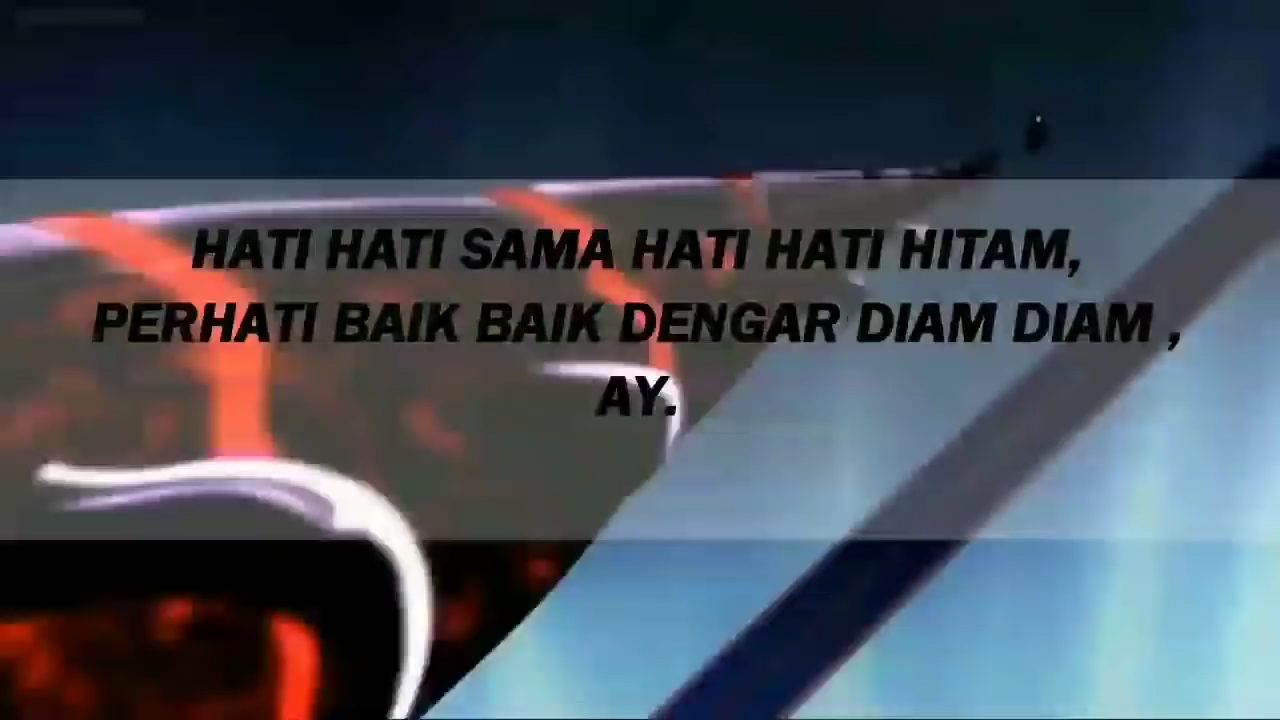 HATI HATI SAMA HATI HATI HITAM,
PERHATI BAIK BAIK DENGAR DIAM DIAM ,
AY.